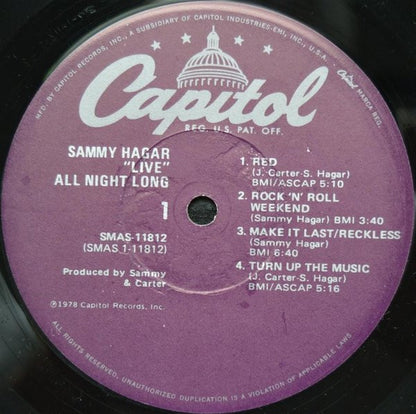 MFD. BY CAPITOL RECORDS, INC., A SUBSIDIARY OF CAPITOL INDUSTRIES-EMI, INC., U.S.A.
Capitol
MARCA REG.
Capitol
REG. U.S. PAT. OFF.
SAMMY HAGAR
"LIVE"
ALL NIGHT LONG
1
SMAS-11812
(SMAS 1-11812)
Produced by Sammy
& Carter
℗1978 Capitol Records, Inc.
1. RED
(J. Carter-S. Hagar)
BMI/ASCAP 5:10
2. ROCK 'N' ROLL
WEEKEND
(Sammy Hagar) BMI 3:40
3. MAKE IT LAST/RECKLESS
(Sammy Hagar)
BMI 6:40
4. TURN UP THE MUSIC
(J. Carter-S. Hagar)
BMI/ASCAP 5:16
ALL RIGHTS RESERVED. UNAUTHORIZED DUPLICATION IS A VIOLATION OF APPLICABLE LAWS